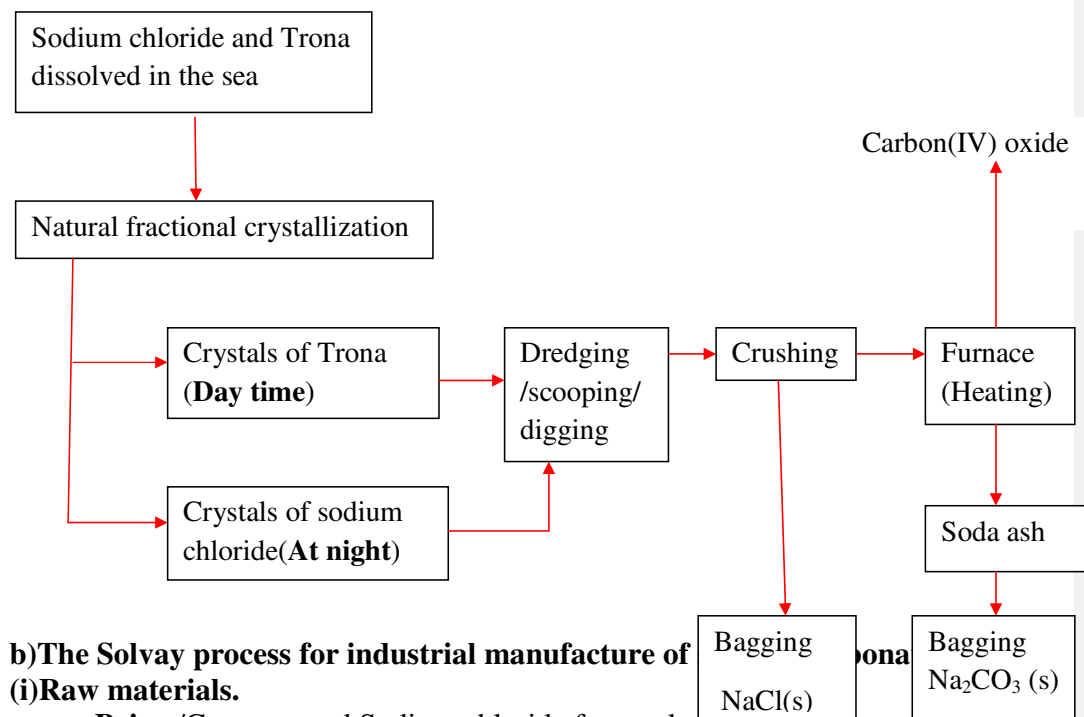 Sodium chloride and Trona
dissolved in the sea
Carbon(IV) oxide
Natural fractional crystallization
Crystals of Trona
(Day time)
Dredging
/scooping/
digging
Crushing
Furnace
(Heating)
Crystals of sodium
chloride(At night)
Soda ash
Bagging
NaCl(s)
Bagging
Na₂CO₃ (s)
b)The Solvay process for industrial manufacture of
(i)Raw materials.